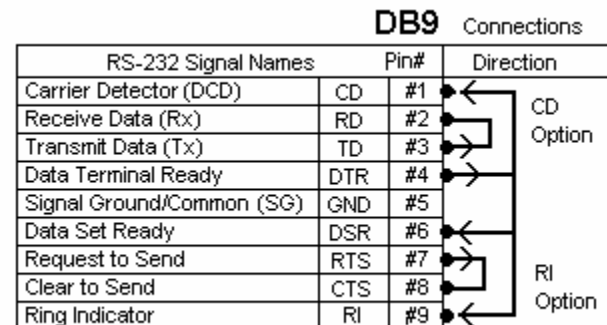 DB9 Connections
RS-232 Signal Names Pin# Direction
Carrier Detector (DCD) CD #1
CD
Receive Data (Rx) RD #2
Option
Transmit Data (Tx) TD #3
Data Terminal Ready DTR #4
Signal Ground/Common (SG) GND #5
Data Set Ready DSR #6
Request to Send RTS #7
RI
Clear to Send CTS #8
Option
Ring Indicator RI #9